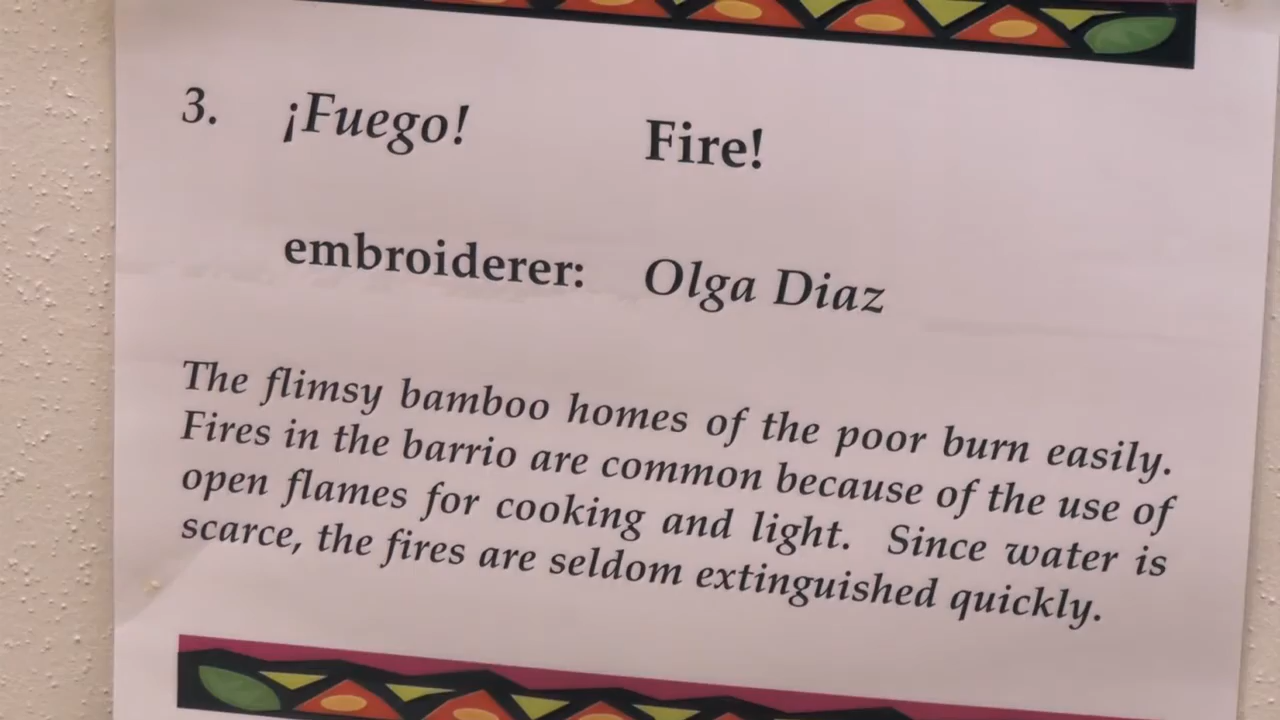 3. ¡Fuego! Fire!
embroiderer: Olga Diaz
The flimsy bamboo homes of the poor burn easily.
Fires in the barrio are common because of the use of
open flames for cooking and light. Since water is
scarce, the fires are seldom extinguished quickly.